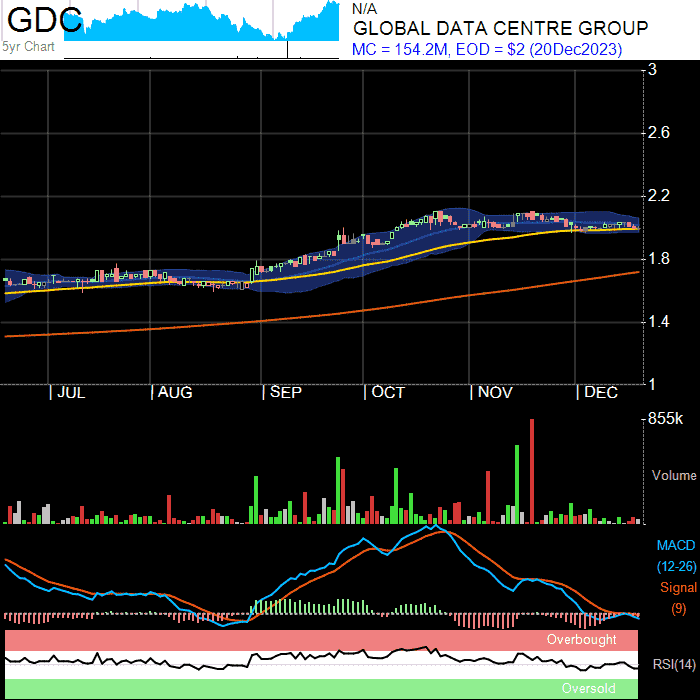 GDC
5yr Chart
N/A
GLOBAL DATA CENTRE GROUP
MC = 154.2M, EOD = $2 (20Dec2023)
3
2.6
2.2
1.8
1.4
1
JUL AUG SEP OCT NOV DEC
855k
Volume
MACD
(12-26)
Signal
(9)
Overbought
RSI(14)
Oversold